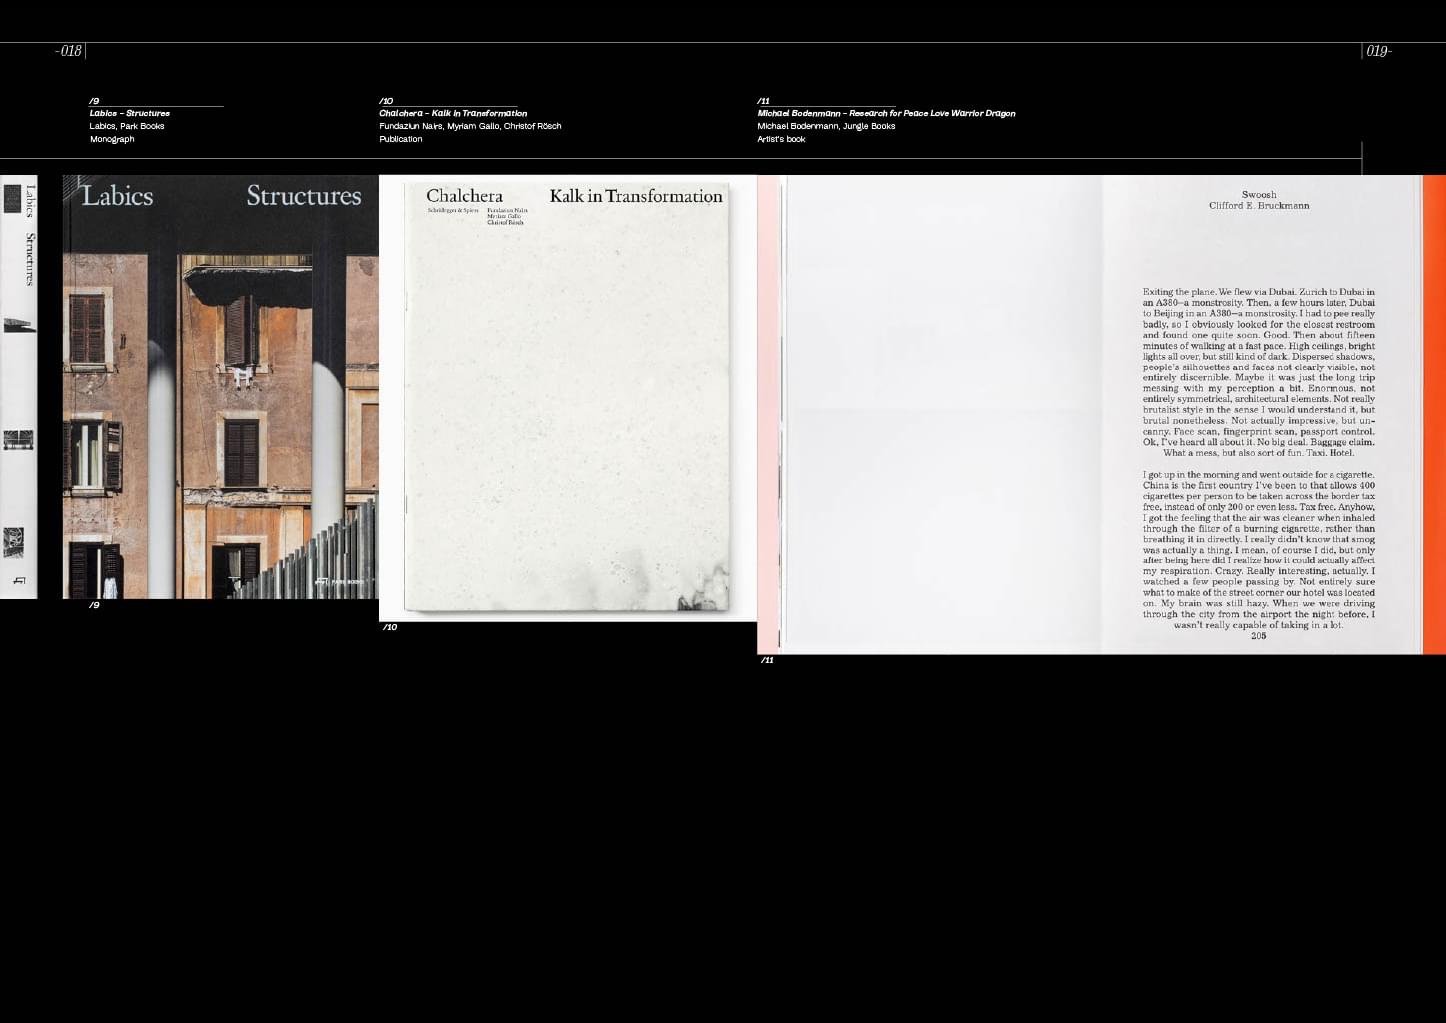 -018
019-
/9
Labics – Structures
Labics, Park Books
Monograph
/10
Chalchera – Kalk in Transformation
Fundaziun Nairs, Myriam Gallo, Christof Rösch
Publication
/11
Michael Bodenmann – Research for Peace Love Warrior Dragon
Michael Bodenmann, Jungle Books
Artist's book
Labics Structures
Labics Structures
PARK BOOKS
/9
Chalchera Kalk in Transformation
Scheidegger & Spiess Fundaziun Nairs
Myriam Gallo
Christof Rösch
/10
Swoosh
Clifford E. Bruckmann
Exiting the plane. We flew via Dubai. Zurich to Dubai in
an A380—a monstrosity. Then, a few hours later, Dubai
to Beijing in an A380—a monstrosity. I had to pee really
badly, so I obviously looked for the closest restroom
and found one quite soon. Good. Then about fifteen
minutes of walking at a fast pace. High ceilings, bright
lights all over, but still kind of dark. Dispersed shadows,
people's silhouettes and faces not clearly visible, not
entirely discernible. Maybe it was just the long trip
messing with my perception a bit. Enormous, not
entirely symmetrical, architectural elements. Not really
brutalist style in the sense I would understand it, but
brutal nonetheless. Not actually impressive, but un-
canny. Face scan, fingerprint scan, passport control.
Ok, I've heard all about it. No big deal. Baggage claim.
What a mess, but also sort of fun. Taxi. Hotel.
I got up in the morning and went outside for a cigarette.
China is the first country I've been to that allows 400
cigarettes per person to be taken across the border tax
free, instead of only 200 or even less. Tax free. Anyhow,
I got the feeling that the air was cleaner when inhaled
through the filter of a burning cigarette, rather than
breathing it in directly. I really didn't know that smog
was actually a thing. I mean, of course I did, but only
after being here did I realize how it could actually affect
my respiration. Crazy. Really interesting, actually. I
watched a few people passing by. Not entirely sure
what to make of the street corner our hotel was located
on. My brain was still hazy. When we were driving
through the city from the airport the night before, I
wasn't really capable of taking in a lot.
205
/11